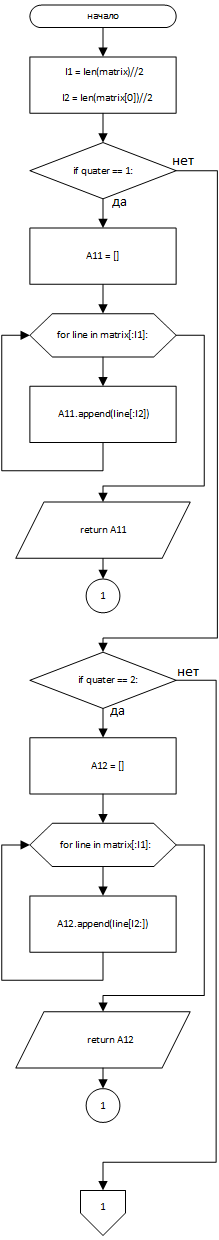 начало
l1 = len(matrix)//2
l2 = len(matrix[0])//2
if quater == 1:
нет
да
A11 = []
for line in matrix[:l1]:
A11.append(line[:l2])
return A11
1
if quater == 2:
нет
да
A12 = []
for line in matrix[:l1]:
A12.append(line[l2:])
return A12
1
1